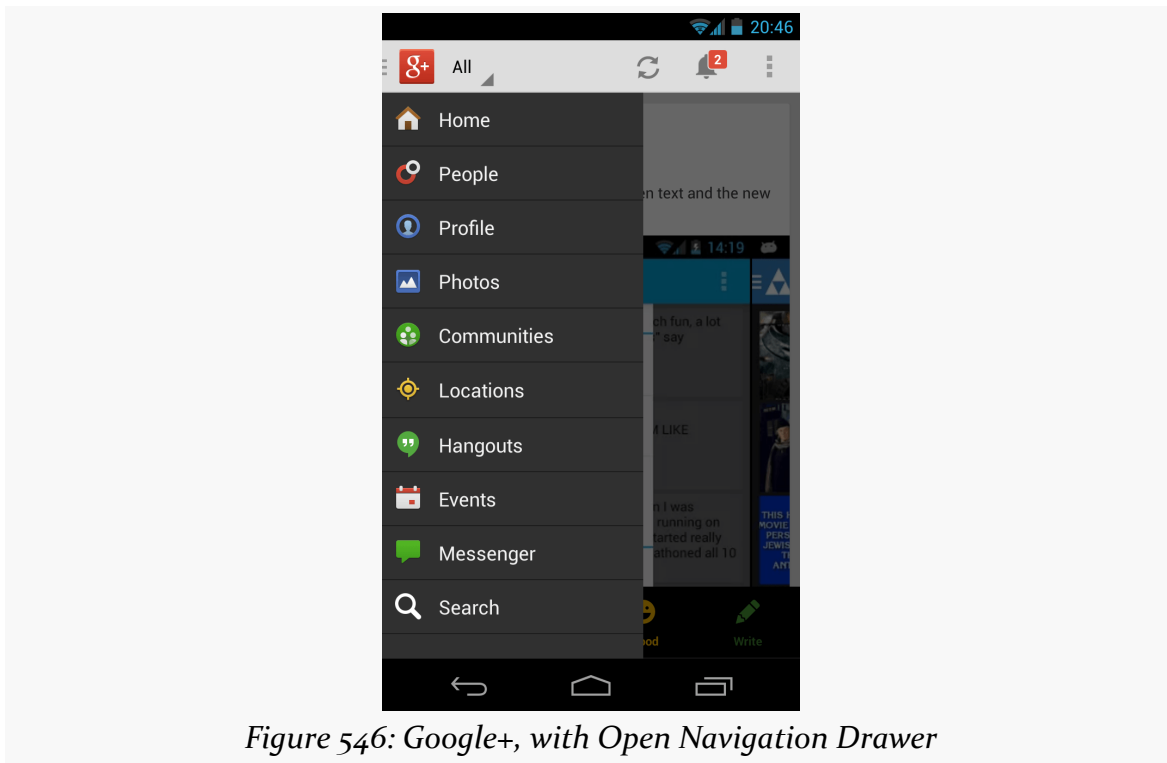 20:46
g+ All 2
Home
People
en text and the new
Profile
14:19
Photos
ch fun, a lot
" say
Communities
Locations
M LIKE
Hangouts
Events
n I was
running on
tarted really
athoned all 10
THIS
MOVIE
PERS
JEWIS
T
ANT
Messenger
Search
ood Write
Figure 546: Google+, with Open Navigation Drawer